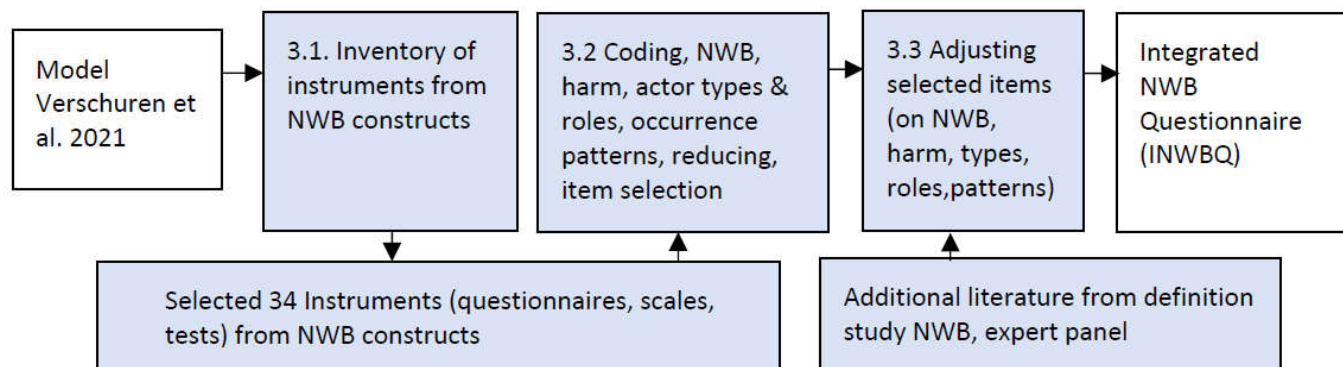 Model
Verschuren et
al. 2021
3.1. Inventory of
instruments from
NWB constructs
3.2 Coding, NWB,
harm, actor types &
roles, occurrence
patterns, reducing,
item selection
3.3 Adjusting
selected items
(on NWB,
harm, types,
roles,patterns)
Integrated
NWB
Questionnaire
(INWBQ)
Selected 34 Instruments (questionnaires, scales,
tests) from NWB constructs
Additional literature from definition
study NWB, expert panel